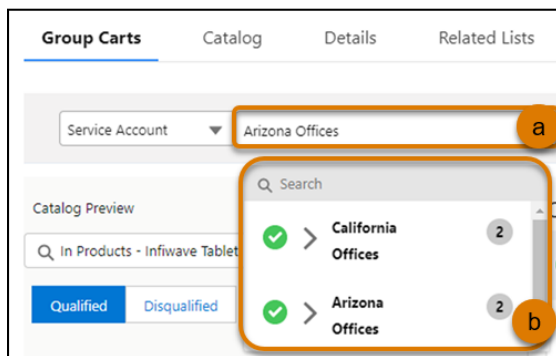 Group Carts Catalog Details Related Lists
Service Account Arizona Offices a
Search
Catalog Preview
California
Offices
2
In Products - Infiwave Tablet
Qualified Disqualified
Arizona
Offices
2
b